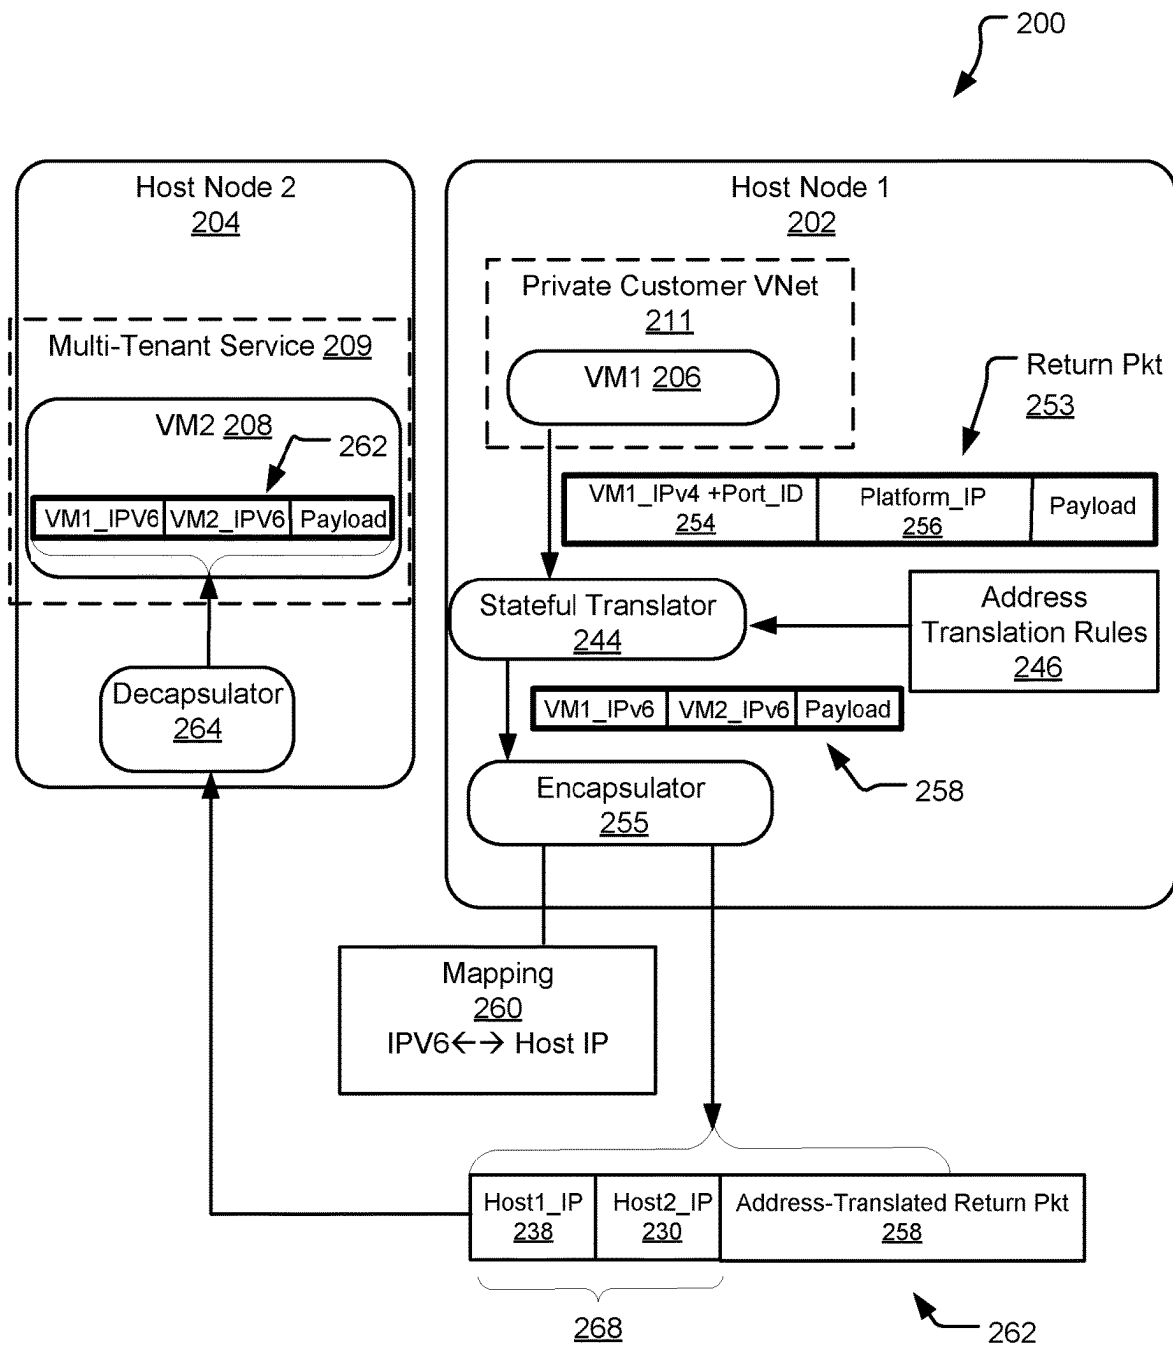 200
Host Node 2
204
Multi-Tenant Service 209
VM2 208
262
VM1_IPV6 VM2_IPV6 Payload
Decapsulator
264
Host Node 1
202
Private Customer VNet
211
VM1 206
Return Pkt
253
VM1_IPv4 +Port_ID
254
Platform_IP
256
Payload
Stateful Translator
244
Address
Translation Rules
246
VM1_IPv6 VM2_IPv6 Payload
258
Encapsulator
255
Mapping
260
IPV6←→ Host IP
Host1_IP
238
Host2_IP
230
Address-Translated Return Pkt
258
268
262